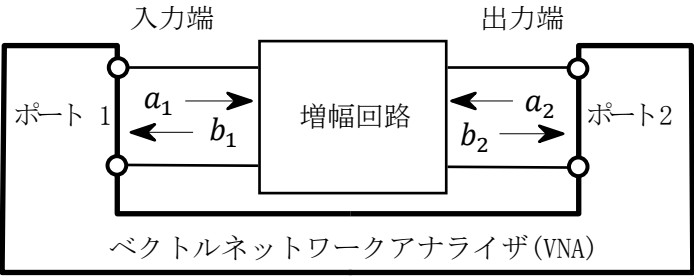 入力端
出力端
ポート 1
a₁
b₁
増幅回路
a₂
b₂
ポート2
ベクトルネットワークアナライザ(VNA)